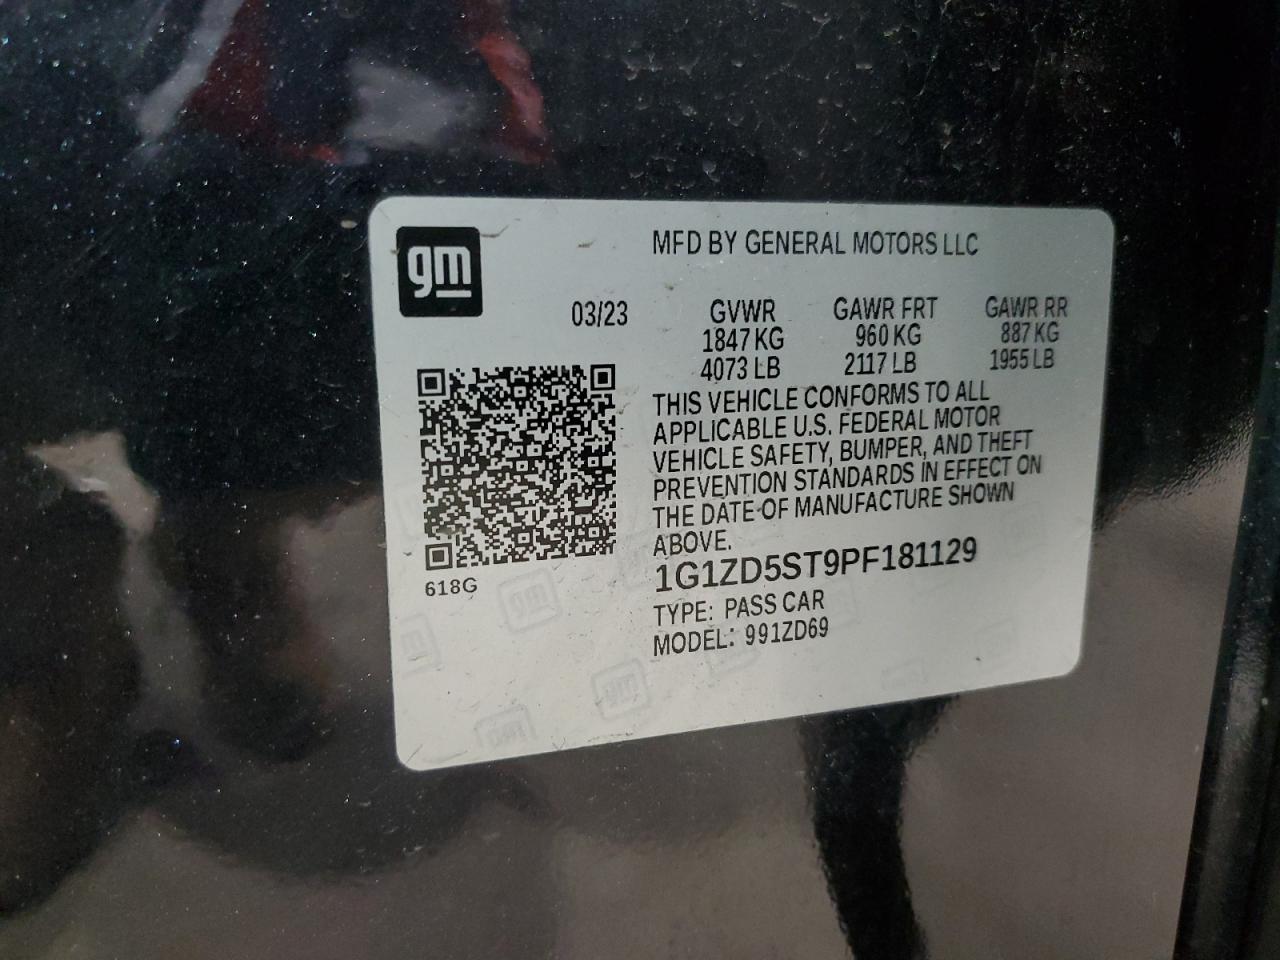 gm
MFD BY GENERAL MOTORS LLC
03/23
GVWR GAWR FRT GAWR RR
1847 KG 960 KG 887 KG
4073 LB 2117 LB 1955 LB
THIS VEHICLE CONFORMS TO ALL
APPLICABLE U.S. FEDERAL MOTOR
VEHICLE SAFETY, BUMPER, AND THEFT
PREVENTION STANDARDS IN EFFECT ON
THE DATE OF MANUFACTURE SHOWN
ABOVE.
618G
1G1ZD5ST9PF181129
TYPE: PASS CAR
MODEL: 991ZD69